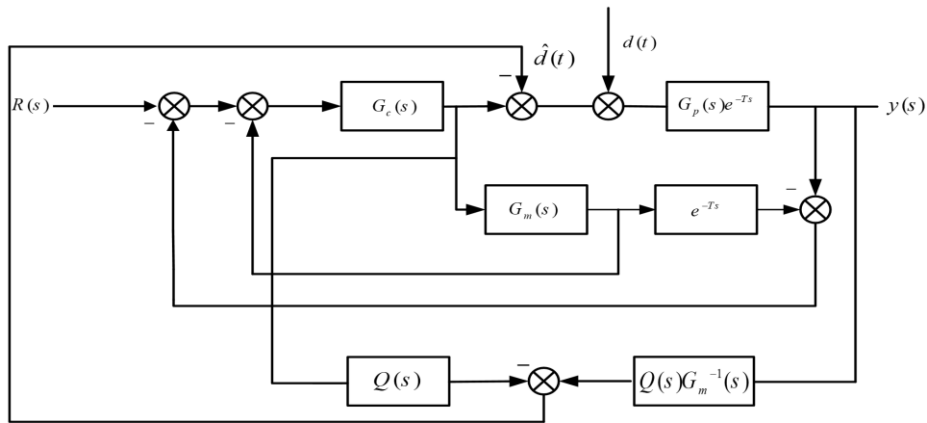 d̂(t)
d(t)
−
R(s)
G_c(s)
G_p(s)e^{-Ts}
y(s)
−
−
−
G_m(s)
e^{-Ts}
−
Q(s)
Q(s)G_m^{-1}(s)